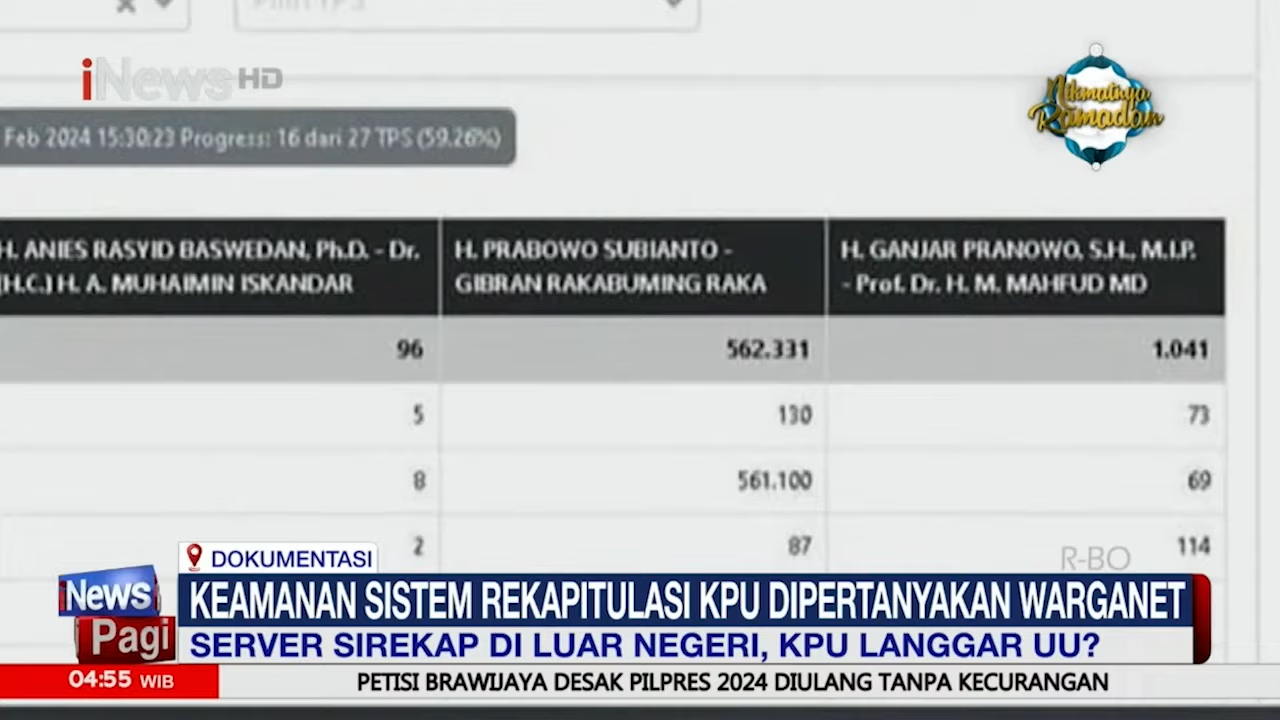 Pilih TPS
iNews HD
Nikmatnya
Ramadan
Feb 2024 15:30:23 Progress: 16 dari 27 TPS (59.26%)
H. ANIES RASYID BASWEDAN, Ph.D. - Dr.
(H.C.) H. A. MUHAIMIN ISKANDAR
H. PRABOWO SUBIANTO -
GIBRAN RAKABUMING RAKA
H. GANJAR PRANOWO, S.H., M.I.P.
- Prof. Dr. H. M. MAHFUD MD
96 562.331 1.041
5 130 73
8 561.100 69
2 87 114
R-BO
DOKUMENTASI
iNews
Pagi
KEAMANAN SISTEM REKAPITULASI KPU DIPERTANYAKAN WARGANET
SERVER SIREKAP DI LUAR NEGERI, KPU LANGGAR UU?
04:55 WIB
PETISI BRAWIJAYA DESAK PILPRES 2024 DIULANG TANPA KECURANGAN